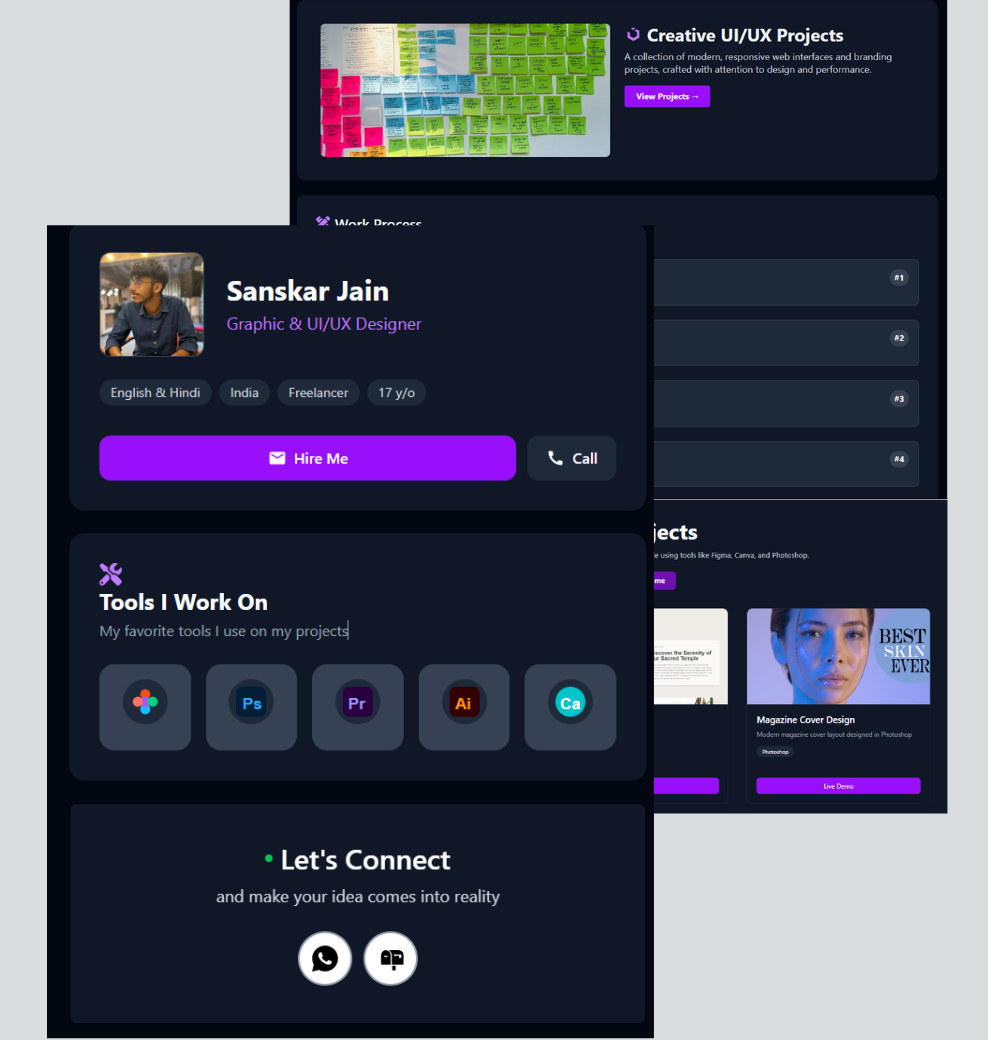 Creative UI/UX Projects
A collection of modern, responsive web interfaces and branding
projects, crafted with attention to design and performance.
View Projects →
Work Process
#1
#2
#3
#4
Sanskar Jain
Graphic & UI/UX Designer
English & Hindi
India
Freelancer
17 y/o
Hire Me
Call
Tools I Work On
My favorite tools I use on my projects
Ps
Pr
Ai
Ca
Let's Connect
and make your idea comes into reality
jects
using tools like Figma, Canva, and Photoshop.
me
iscover the Serenity of
ur Sacred Temple
BEST
SKIN
EVER
Magazine Cover Design
Modern magazine cover layout designed in Photoshop
Photoshop
Live Demo